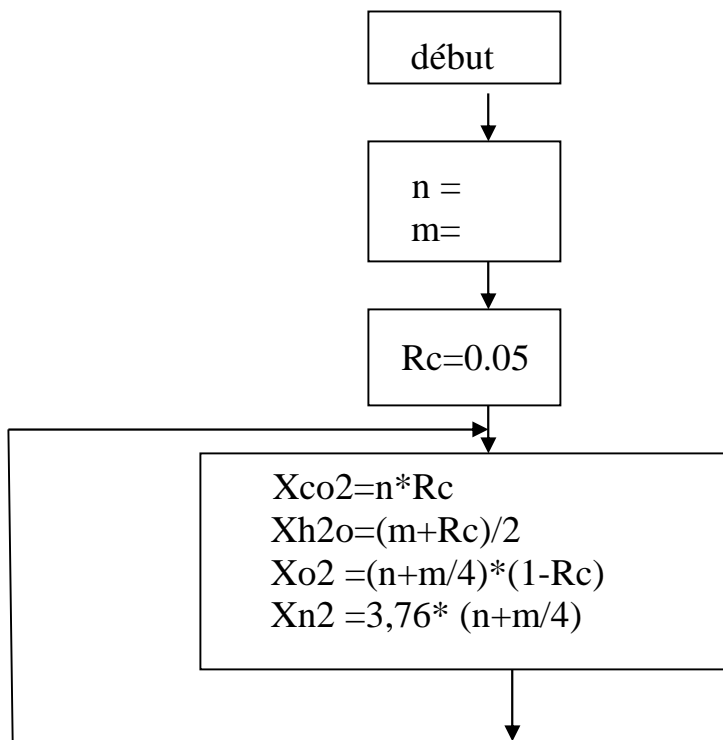 début
n =
m=
Rc=0.05
Xco2=n*Rc
Xh2o=(m+Rc)/2
Xo2 =(n+m/4)*(1-Rc)
Xn2 =3,76* (n+m/4)